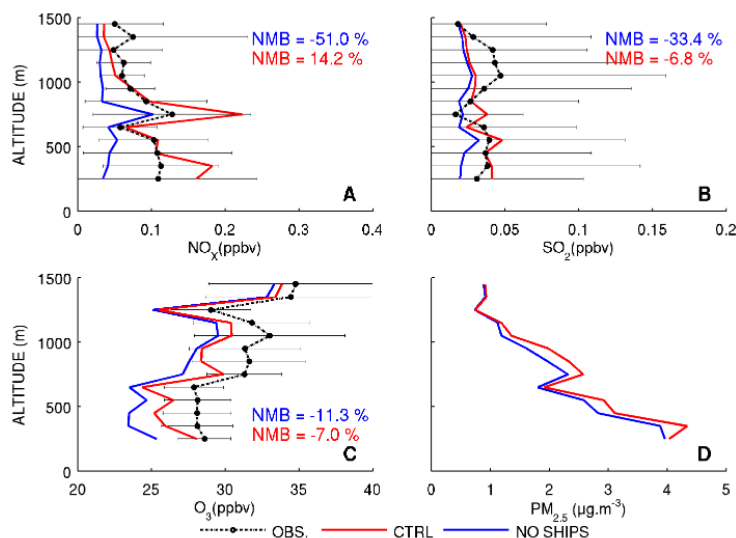 1500
1000
500
0
ALTITUDE (m)
NMB = -51.0 %
NMB = 14.2 %
A
0 0.1 0.2 0.3 0.4
NOX(ppbv)
NMB = -33.4 %
NMB = -6.8 %
B
0 0.05 0.1 0.15 0.2
SO2(ppbv)
1500
1000
500
0
ALTITUDE (m)
NMB = -11.3 %
NMB = -7.0 %
C
20 25 30 35 40
O3(ppbv)
D
0 1 2 3 4 5
PM2.5 (μg.m-3)
OBS. CTRL NO SHIPS